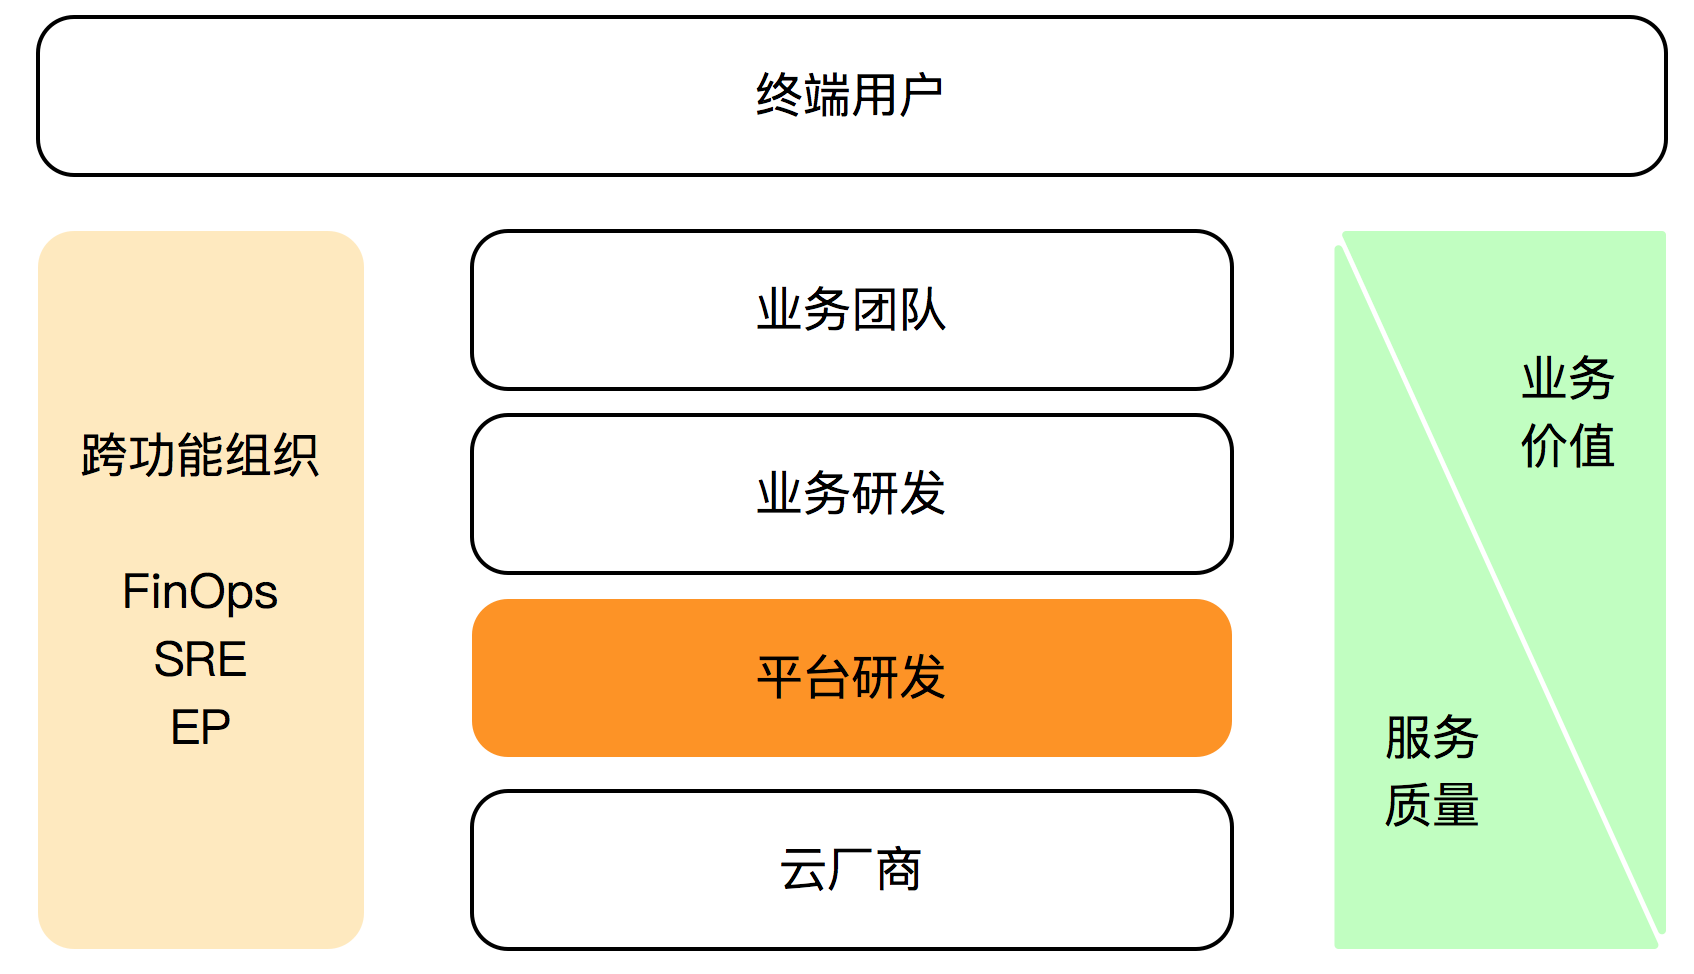 终端用户
跨功能组织
FinOps
SRE
EP
业务团队
业务研发
平台研发
云厂商
业务
价值
服务
质量